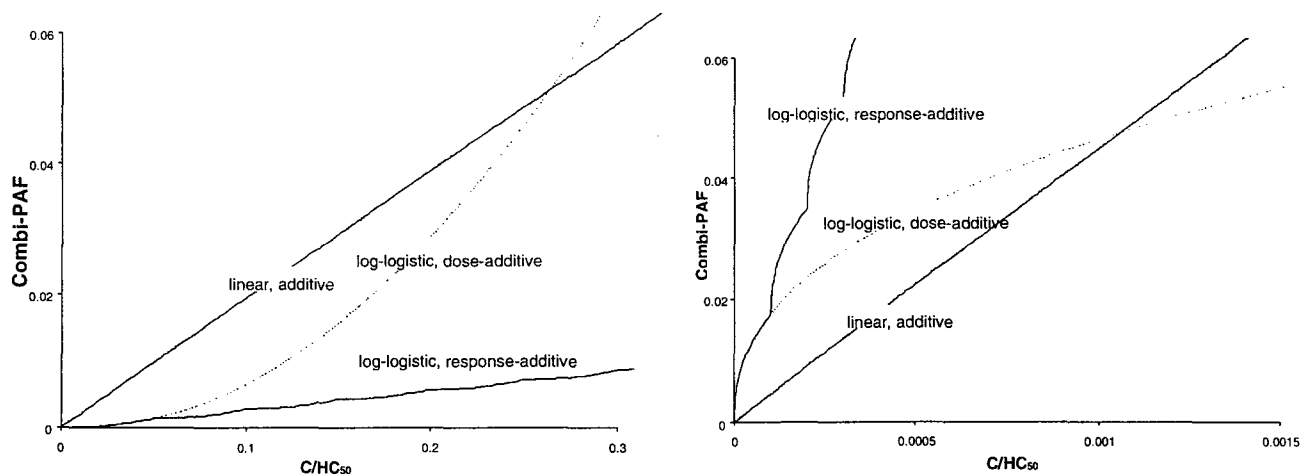 0.06
0.04
0.02
0
Combi-PAF
log-logistic, dose-additive
linear, additive
log-logistic, response-additive
0
0.1
0.2
0.3
C/HC50
0.06
0.04
0.02
0
Combi-PAF
log-logistic, response-additive
log-logistic, dose-additive
linear, additive
0
0.0005
0.001
0.0015
C/HC50